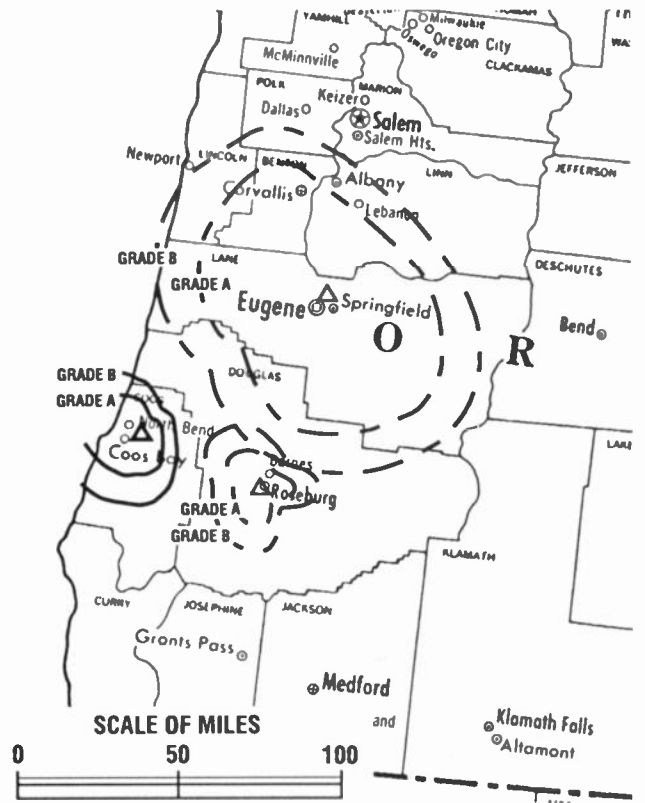 YAMHILL
Milwaukie
Oswego
Oregon City
McMinnville
CLACKAMAS
WA
POLK
MARION
Keizer
Dallas
Salem
Salem Hts.
Newport
LINCOLN
BENTON
Albany
LINN
JEFFERSON
Corvallis
Lebanon
GRADE B
LANE
DESCHUTES
GRADE A
Eugene
Springfield
O
R
Bend
GRADE B
DOUGLAS
GRADE A
COOS
North Bend
Coos Bay
LAKE
Roseburg
GRADE A
GRADE B
KLAMATH
CURRY
JOSEPHINE
JACKSON
Grants Pass
Medford
and
Klamath Falls
Altamont
SCALE OF MILES
0 50 100